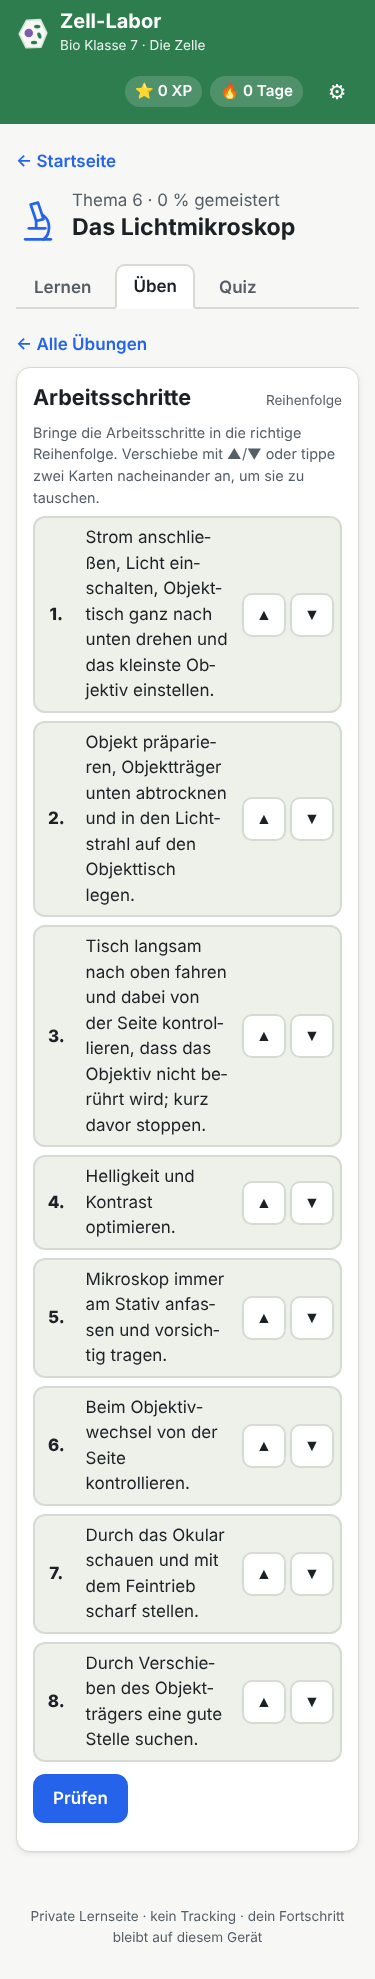 Zell-Labor
Bio Klasse 7 · Die Zelle
⭐ 0 XP
🔥 0 Tage
⚙
← Startseite
Thema 6 · 0 % gemeistert
Das Lichtmikroskop
Lernen
Üben
Quiz
← Alle Übungen
Arbeitsschritte
Reihenfolge
Bringe die Arbeitsschritte in die richtige
Reihenfolge. Verschiebe mit ▲/▼ oder tippe
zwei Karten nacheinander an, um sie zu
tauschen.
1.
Strom anschlie-
ßen, Licht ein-
schalten, Objekt-
tisch ganz nach
unten drehen und
das kleinste Ob-
jektiv einstellen.
▲
▼
2.
Objekt präparie-
ren, Objektträger
unten abtrocknen
und in den Licht-
strahl auf den
Objekttisch
legen.
▲
▼
3.
Tisch langsam
nach oben fahren
und dabei von
der Seite kontrol-
lieren, dass das
Objektiv nicht be-
rührt wird; kurz
davor stoppen.
▲
▼
4.
Helligkeit und
Kontrast
optimieren.
▲
▼
5.
Mikroskop immer
am Stativ anfas-
sen und vorsich-
tig tragen.
▲
▼
6.
Beim Objektiv-
wechsel von der
Seite
kontrollieren.
▲
▼
7.
Durch das Okular
schauen und mit
dem Feintrieb
scharf stellen.
▲
▼
8.
Durch Verschie-
ben des Objekt-
trägers eine gute
Stelle suchen.
▲
▼
Prüfen
Private Lernseite · kein Tracking · dein Fortschritt
bleibt auf diesem Gerät